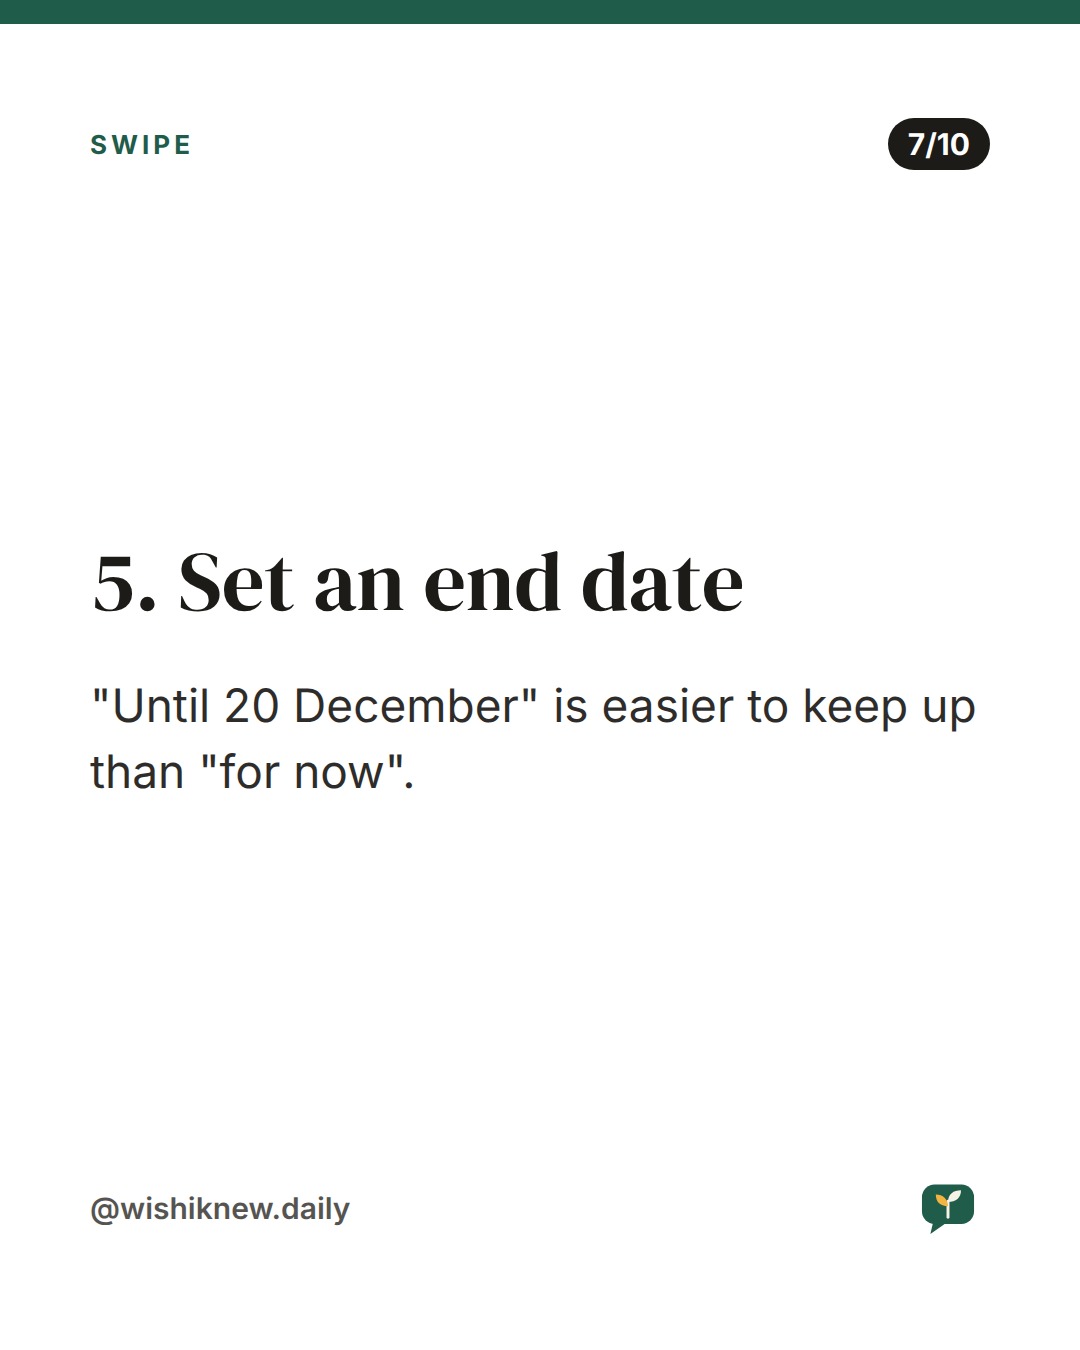 SWIPE
7/10
5. Set an end date
"Until 20 December" is easier to keep up
than "for now".
@wishiknew.daily